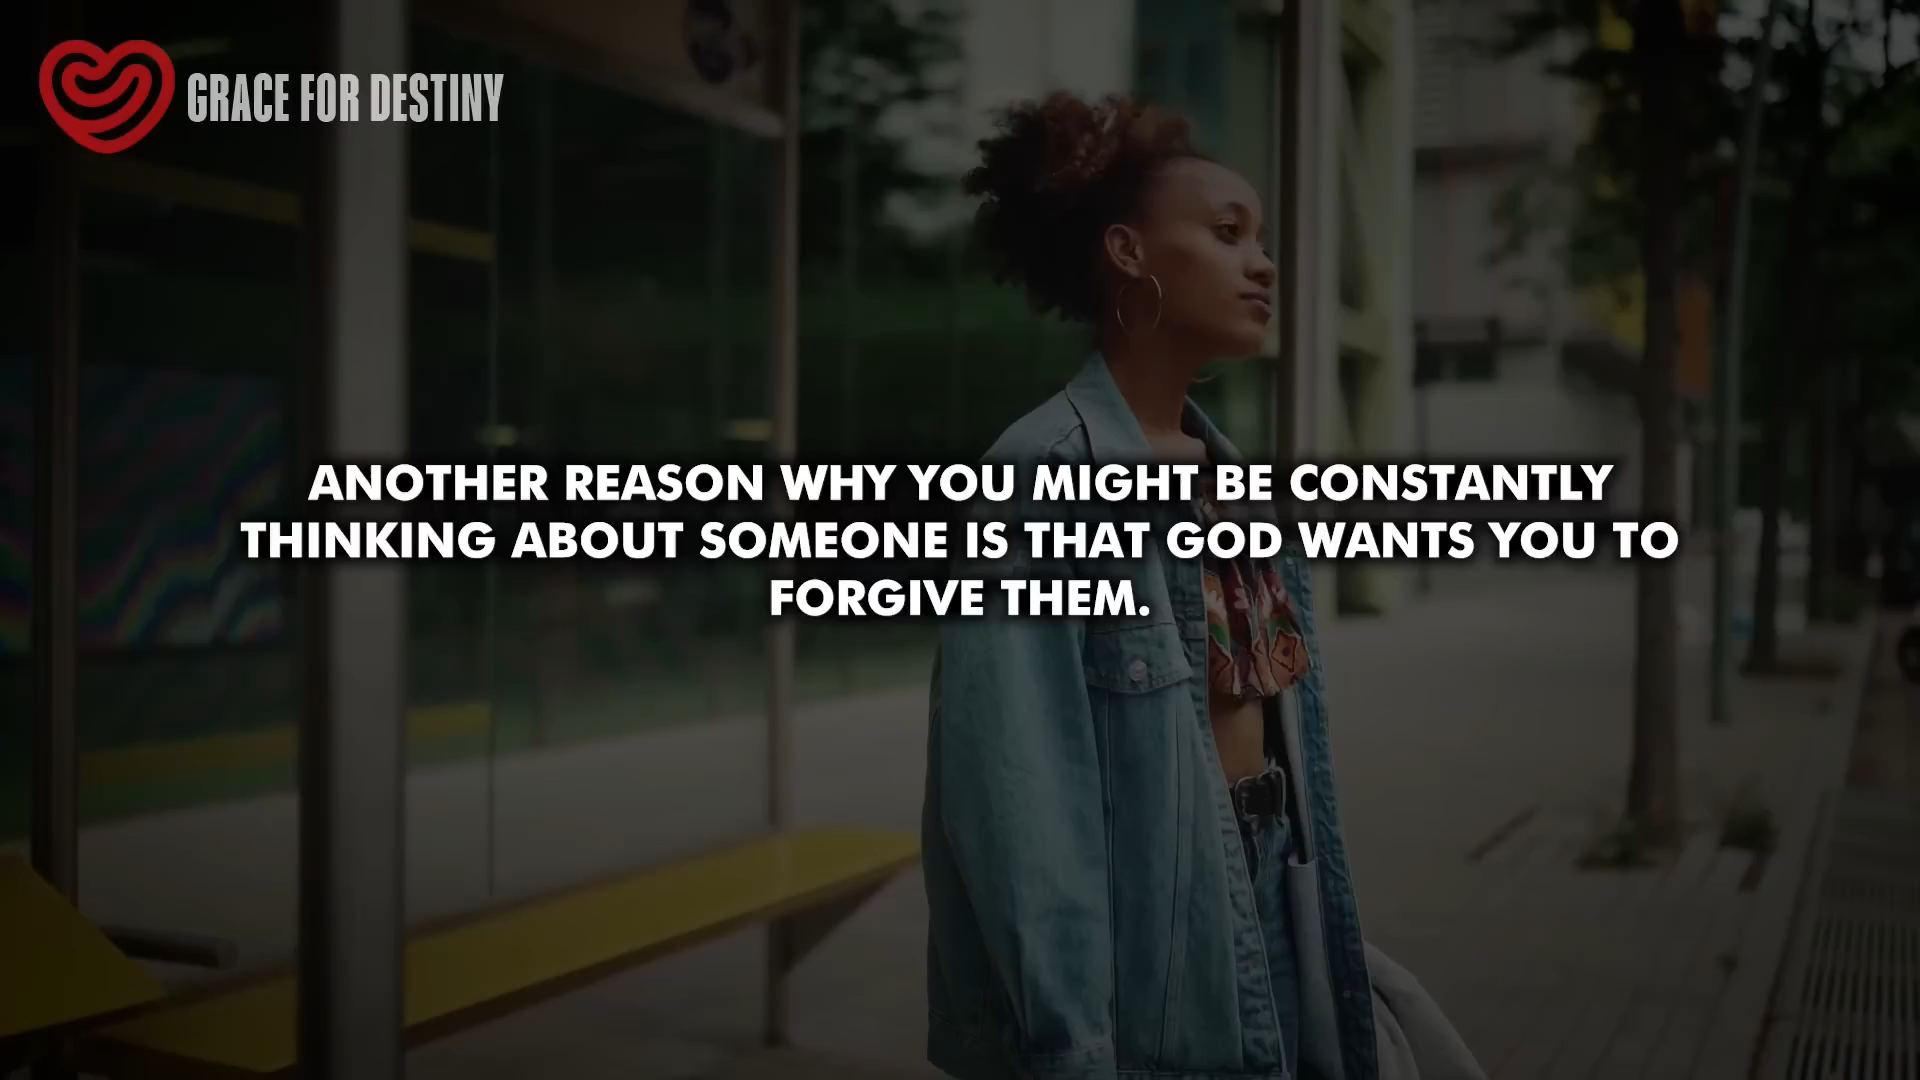 GRACE FOR DESTINY
ANOTHER REASON WHY YOU MIGHT BE CONSTANTLY
THINKING ABOUT SOMEONE IS THAT GOD WANTS YOU TO
FORGIVE THEM.